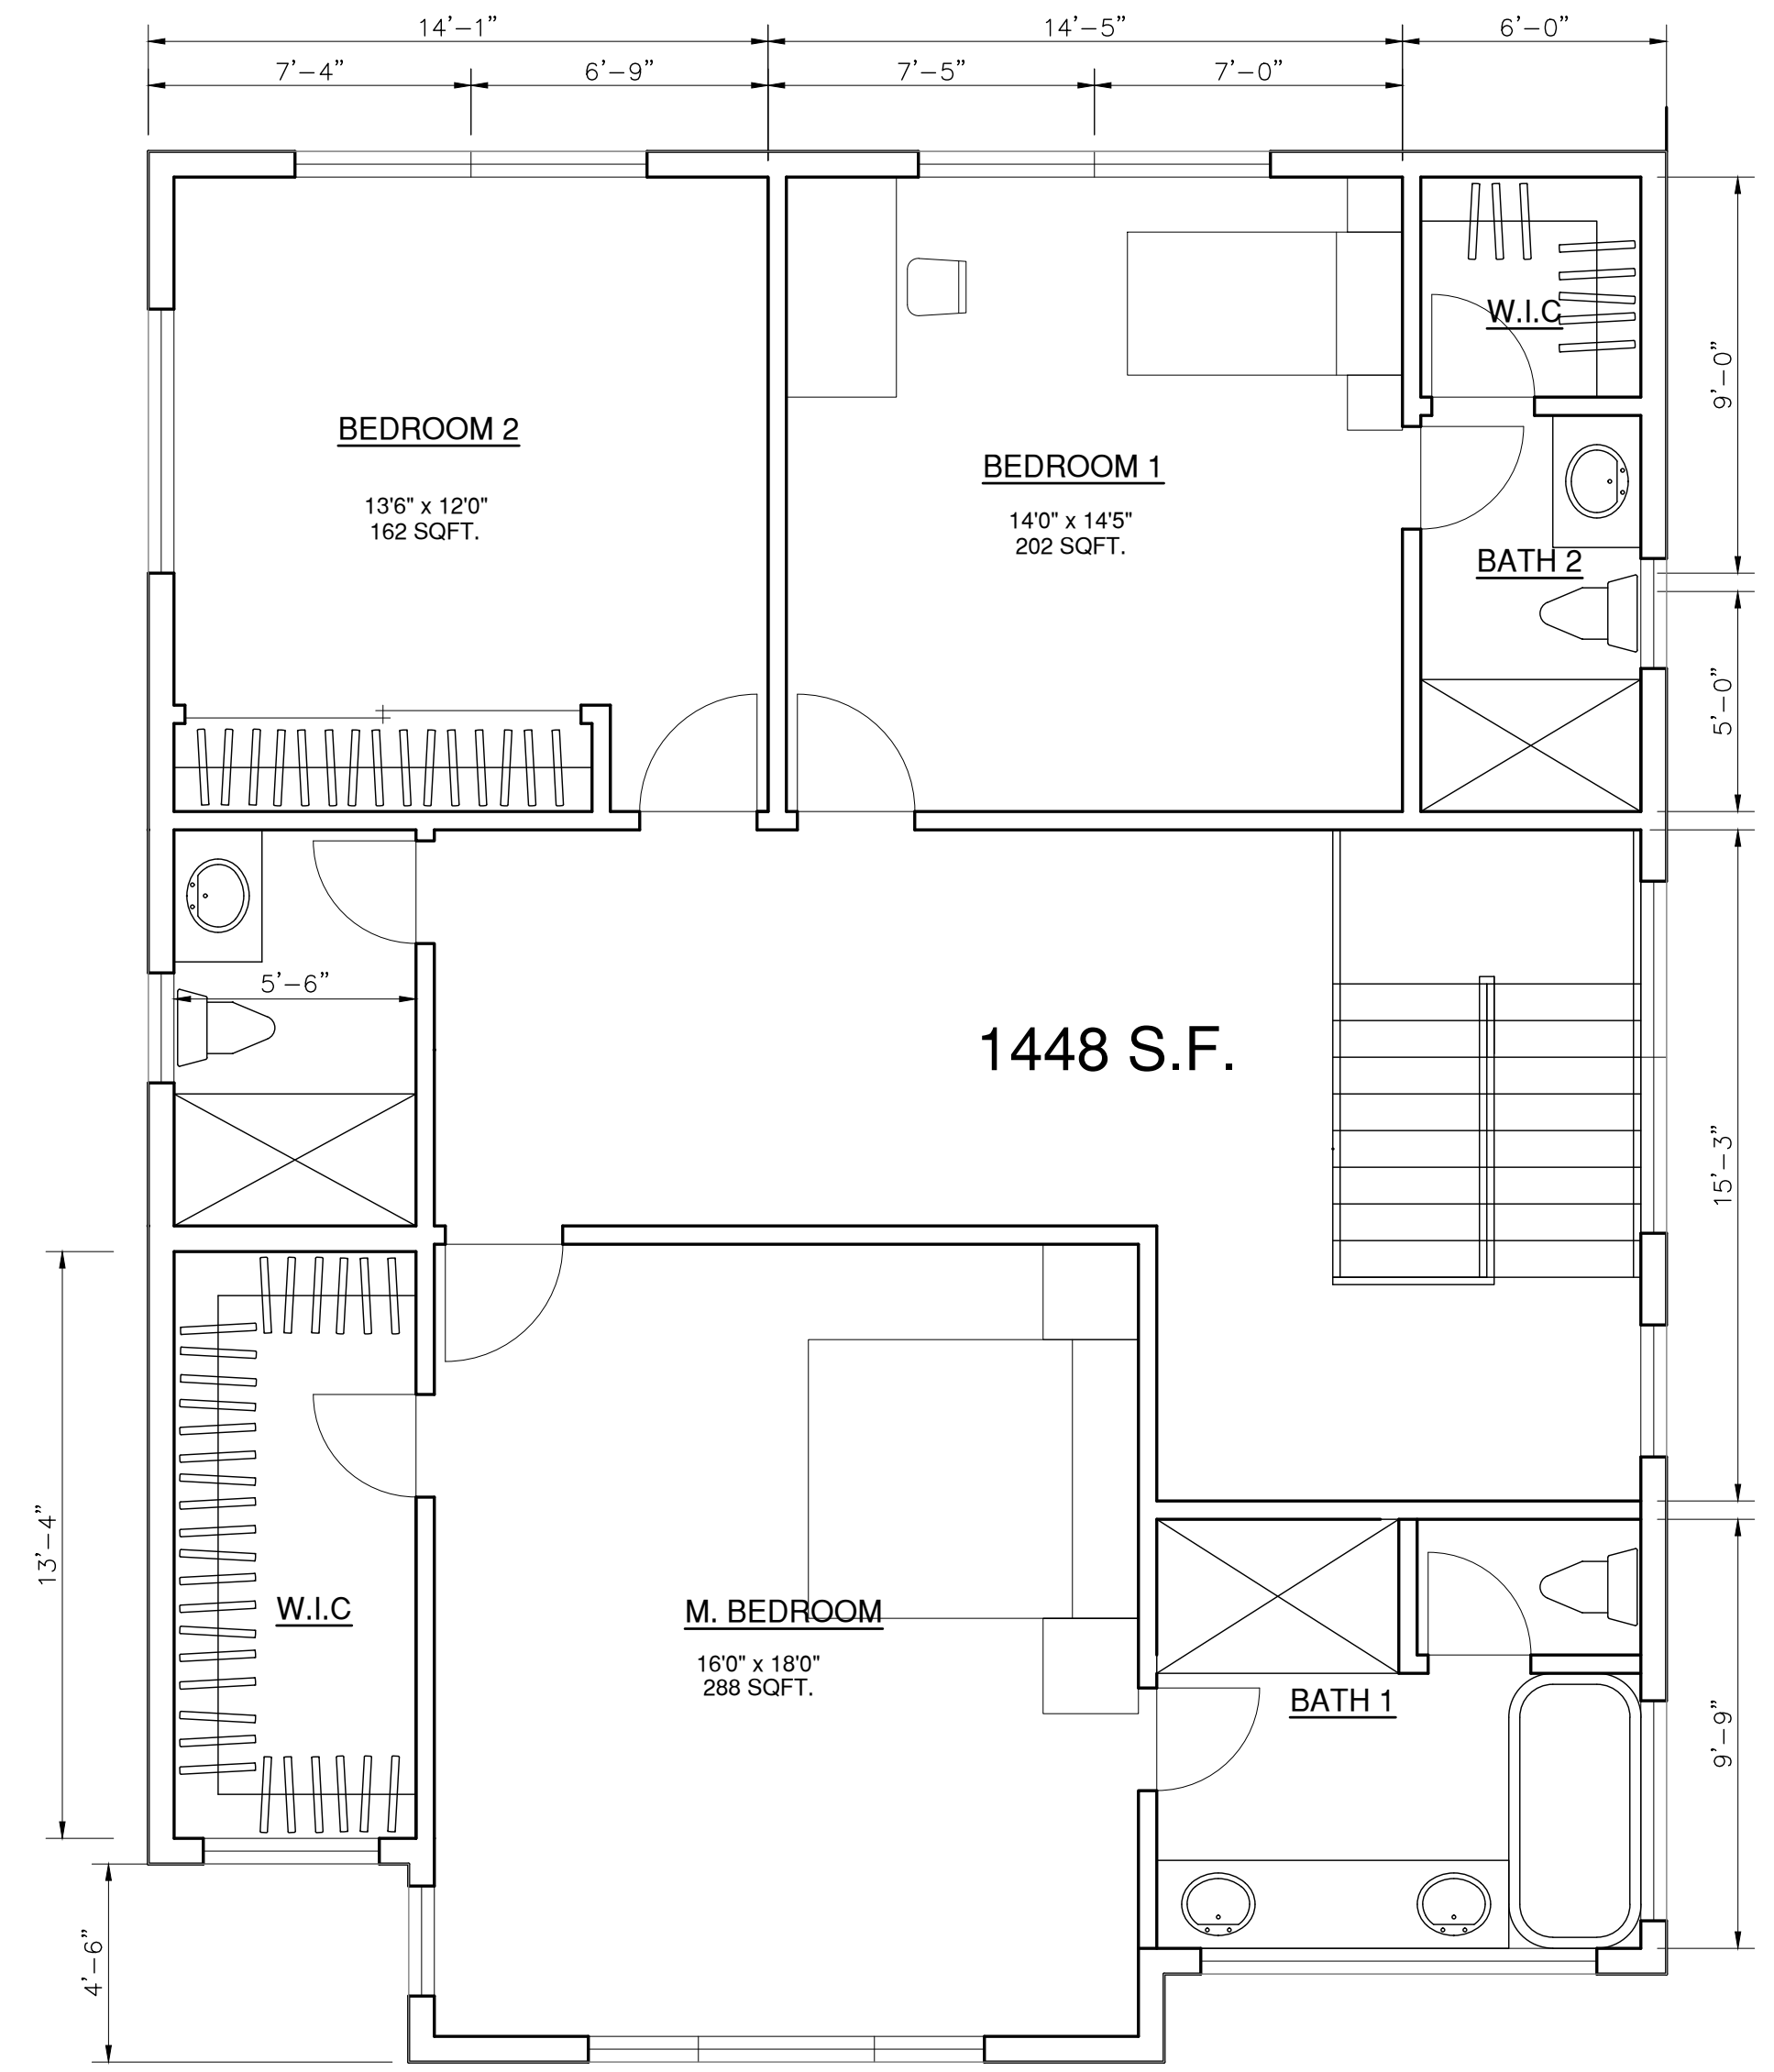 14'-1"
14'-5"
6'-0"
7'-4"
6'-9"
7'-5"
7'-0"
W.I.C
9'-0"
BEDROOM 2
13'6" x 12'0"
162 SQFT.
BEDROOM 1
14'0" x 14'5"
202 SQFT.
BATH 2
5'-0"
5'-6"
1448 S.F.
15'-3"
13'-4"
W.I.C
M. BEDROOM
16'0" x 18'0"
288 SQFT.
BATH 1
9'-9"
4'-6"